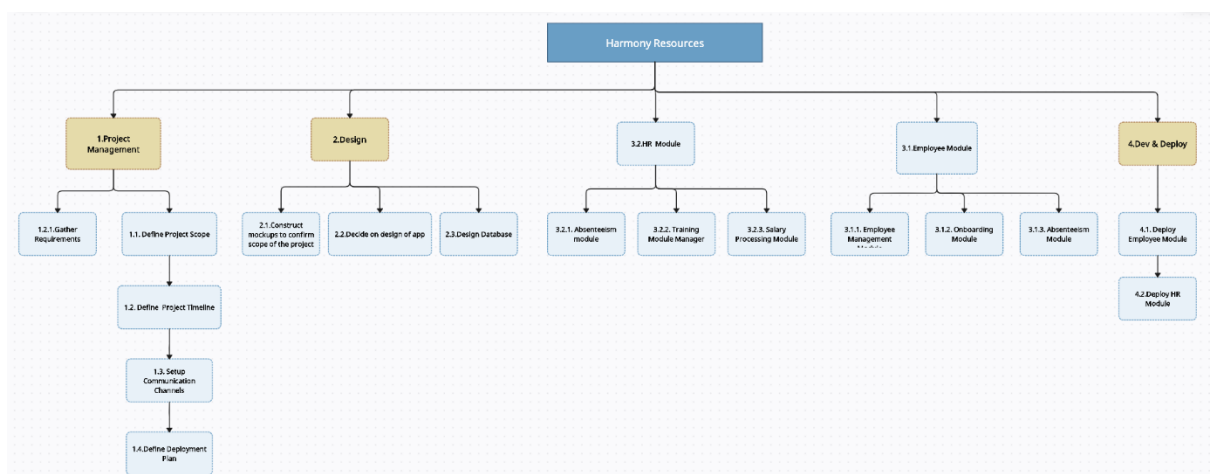 Harmony Resources
1.Project
Management
2.Design
3.2.HR Module
3.1.Employee Module
4.Dev & Deploy
1.2.1.Gather
Requirements
1.1. Define Project Scope
2.1.Construct
mockups to confirm
scope of the project
2.2.Decide on design of app
2.3.Design Database
3.2.1. Absenteeism
module
3.2.2. Training
Module Manager
3.2.3. Salary
Processing Module
3.1.1. Employee
Management
3.1.2. Onboarding
Module
3.1.3. Absenteeism
Module
4.1. Deploy
Employee Module
1.2. Define Project Timeline
4.2.Deploy HR
Module
1.3. Setup
Communication
Channels
1.4.Define Deployment
Plan